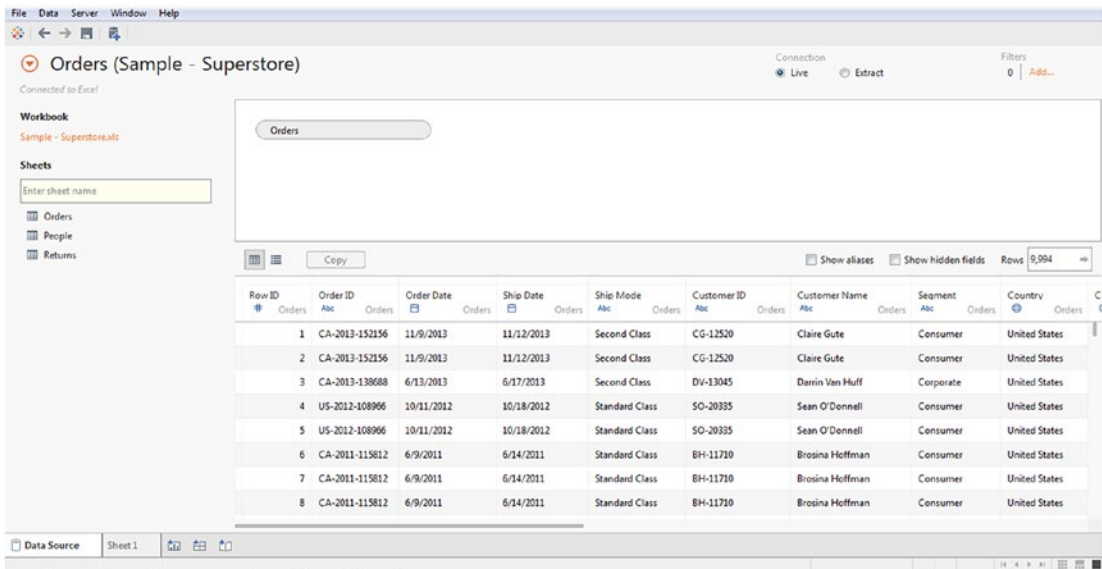 File Data Server Window Help
Orders (Sample - Superstore)
Connection
Live Extract
Filters
0 Add...
Connected to Excel
Workbook
Sample - Superstore.xls
Sheets
Enter sheet name
Orders
People
Returns
Orders
Copy
Show aliases Show hidden fields Rows 9,994
Row ID Order ID Order Date Ship Date Ship Mode Customer ID Customer Name Segment Country C
# Orders Abc Orders Orders Orders Abc Orders Abc Orders Abc Orders Abc Orders Orders
1 CA-2013-152156 11/9/2013 11/12/2013 Second Class CG-12520 Claire Gute Consumer United States
2 CA-2013-152156 11/9/2013 11/12/2013 Second Class CG-12520 Claire Gute Consumer United States
3 CA-2013-138688 6/13/2013 6/17/2013 Second Class DV-13045 Darrin Van Huff Corporate United States
4 US-2012-108966 10/11/2012 10/18/2012 Standard Class SO-20335 Sean O'Donnell Consumer United States
5 US-2012-108966 10/11/2012 10/18/2012 Standard Class SO-20335 Sean O'Donnell Consumer United States
6 CA-2011-115812 6/9/2011 6/14/2011 Standard Class BH-11710 Brosina Hoffman Consumer United States
7 CA-2011-115812 6/9/2011 6/14/2011 Standard Class BH-11710 Brosina Hoffman Consumer United States
8 CA-2011-115812 6/9/2011 6/14/2011 Standard Class BH-11710 Brosina Hoffman Consumer United States
Data Source Sheet 1